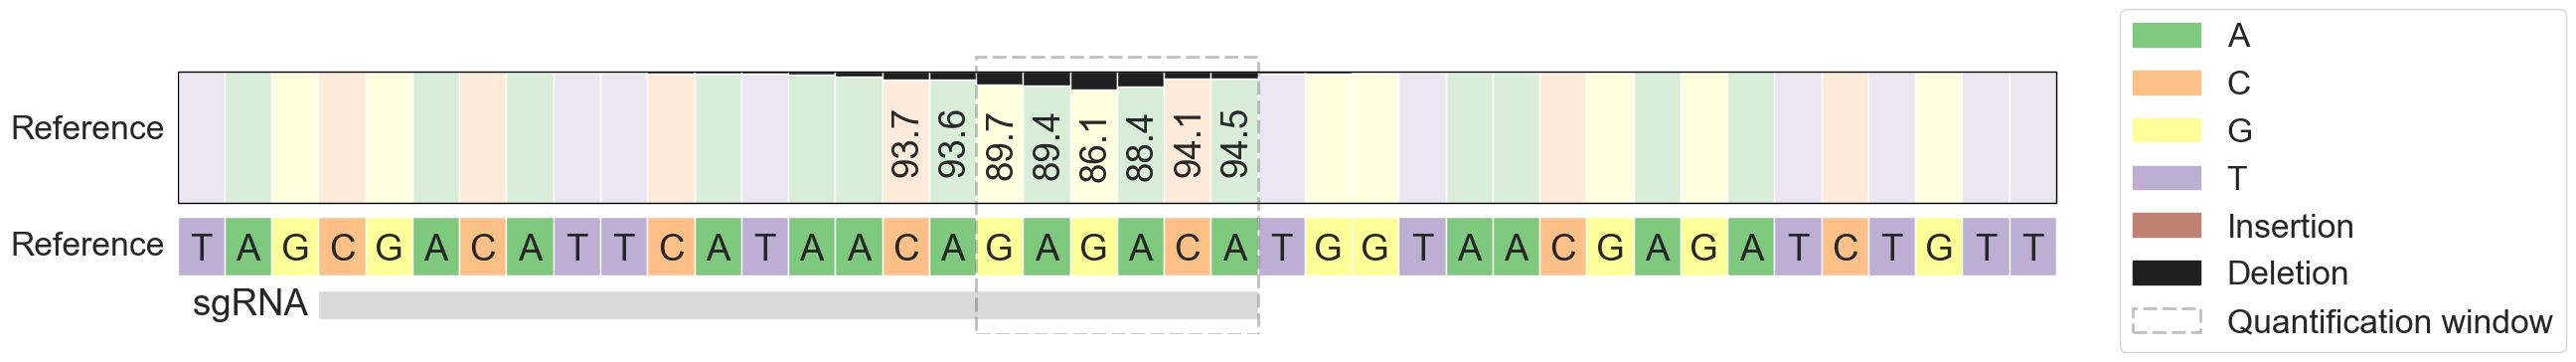 Reference
93.7 93.6 89.7 89.4 86.1 88.4 94.1 94.5
Reference T A G C G A C A T T C A T A A C A G A G A C A T G G T A A C G A G A T C T G T T
sgRNA
A
C
G
T
Insertion
Deletion
Quantification window